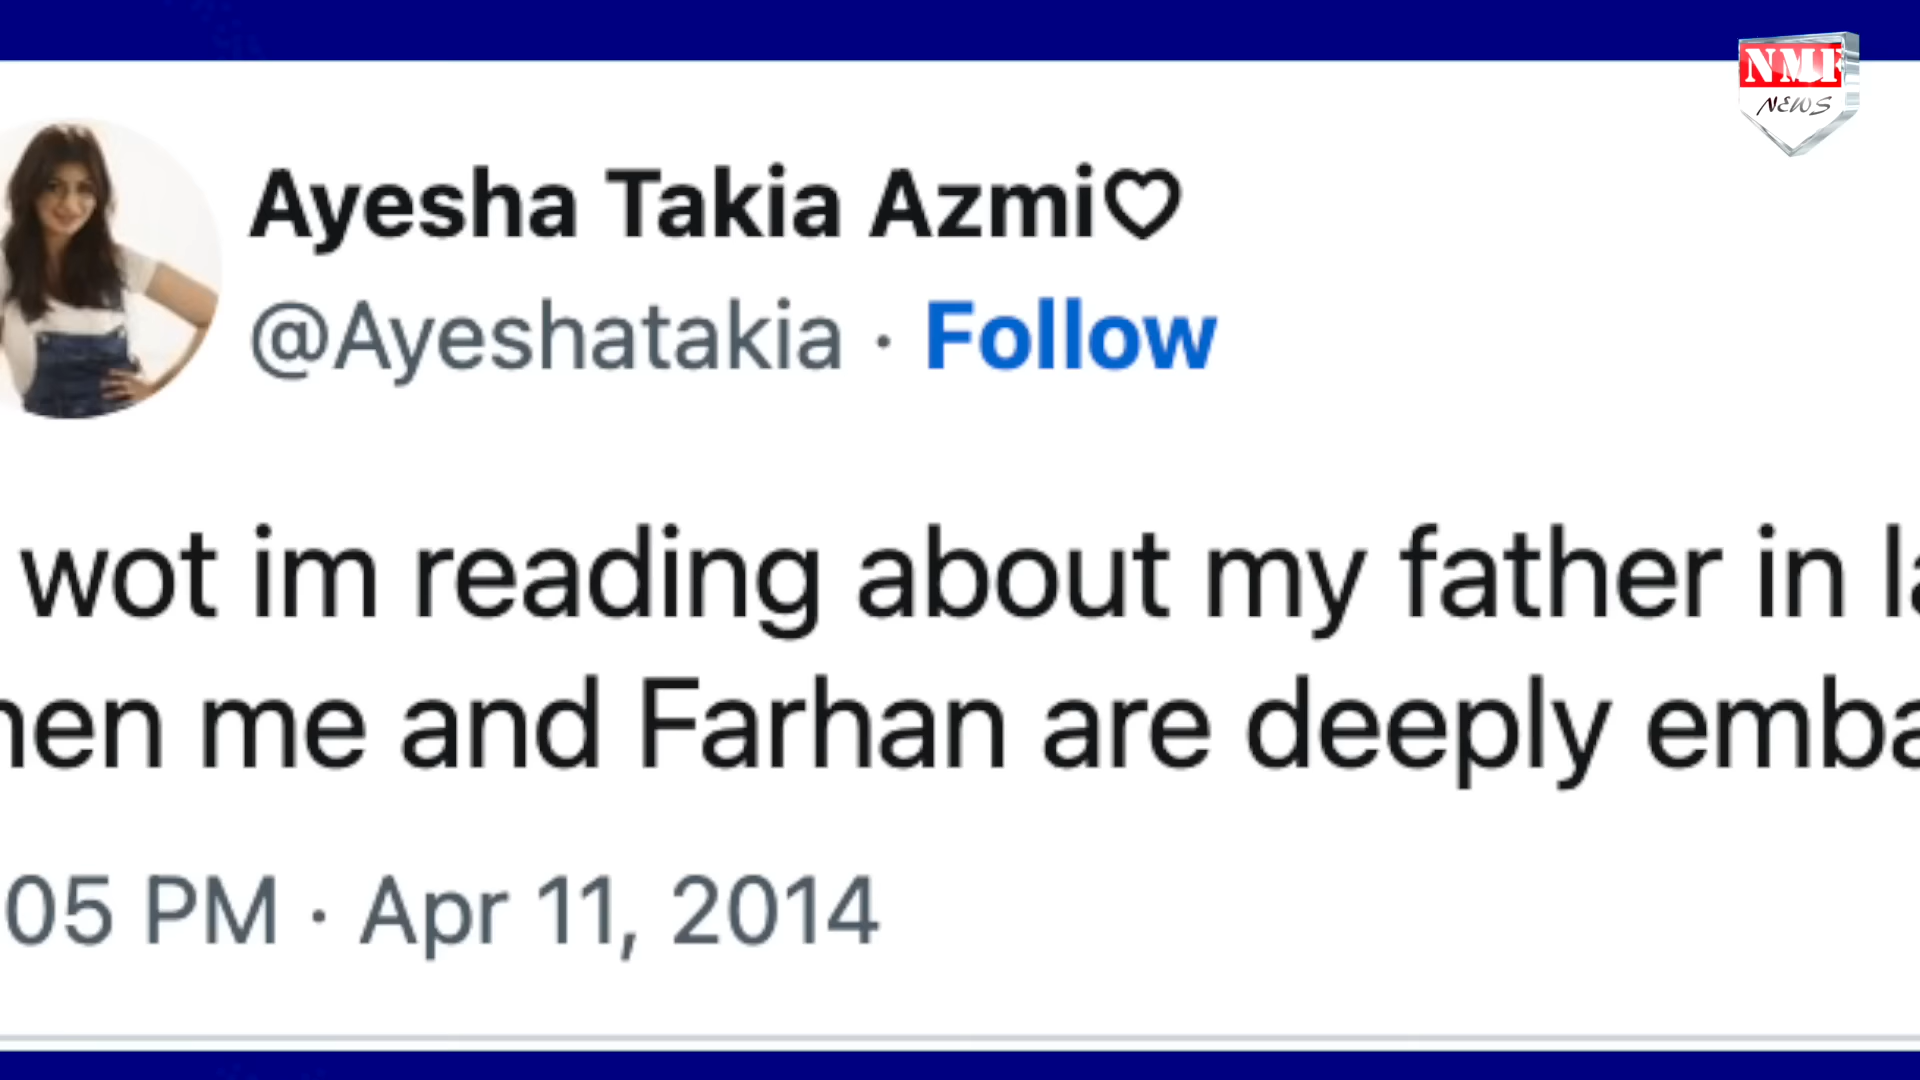 NMF
NEWS
Ayesha Takia Azmi♡
@Ayeshatakia · Follow
wot im reading about my father in
me and Farhan are deeply
05 PM · Apr 11, 2014